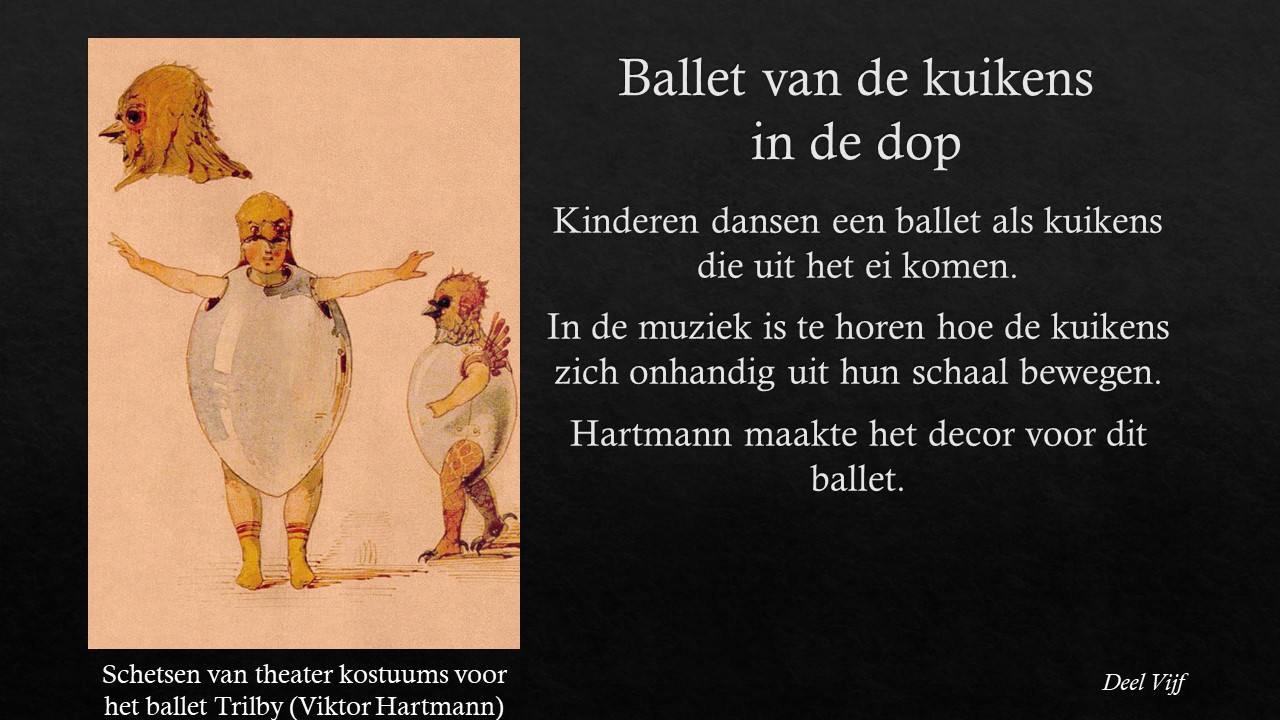 Ballet van de kuikens
in de dop
Kinderen dansen een ballet als kuikens
die uit het ei komen.
In de muziek is te horen hoe de kuikens
zich onhandig uit hun schaal bewegen.
Hartmann maakte het decor voor dit
ballet.
Schetsen van theater kostuums voor
het ballet Trilby (Viktor Hartmann)
Deel Vijf